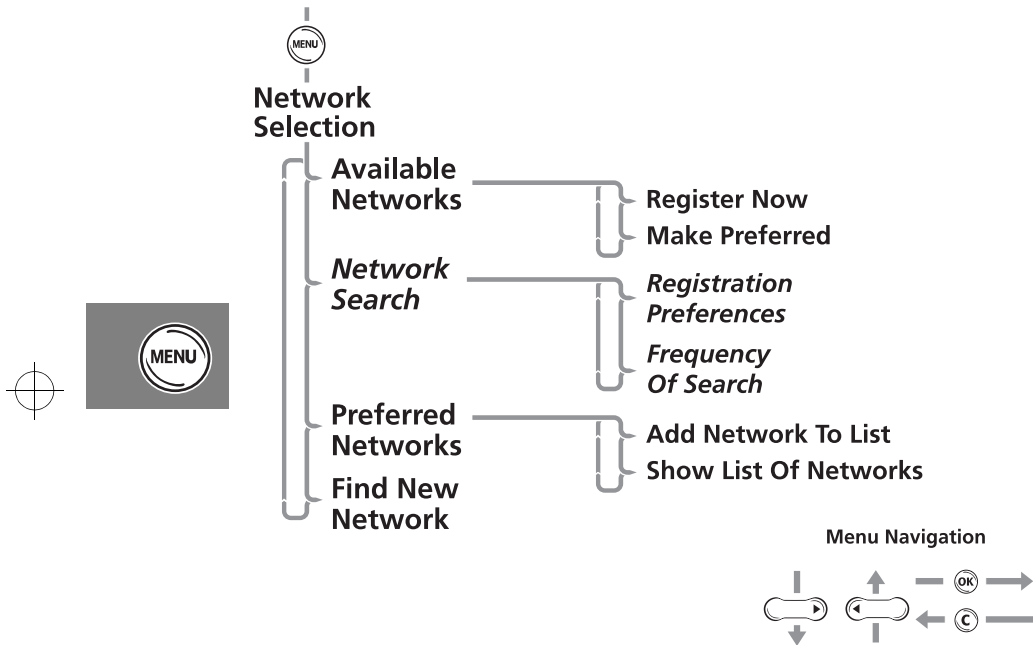 MENU
Network
Selection
Available
Networks
Register Now
Make Preferred
Network
Search
Registration
Preferences
Frequency
Of Search
MENU
Preferred
Networks
Add Network To List
Show List Of Networks
Find New
Network
Menu Navigation
OK
C